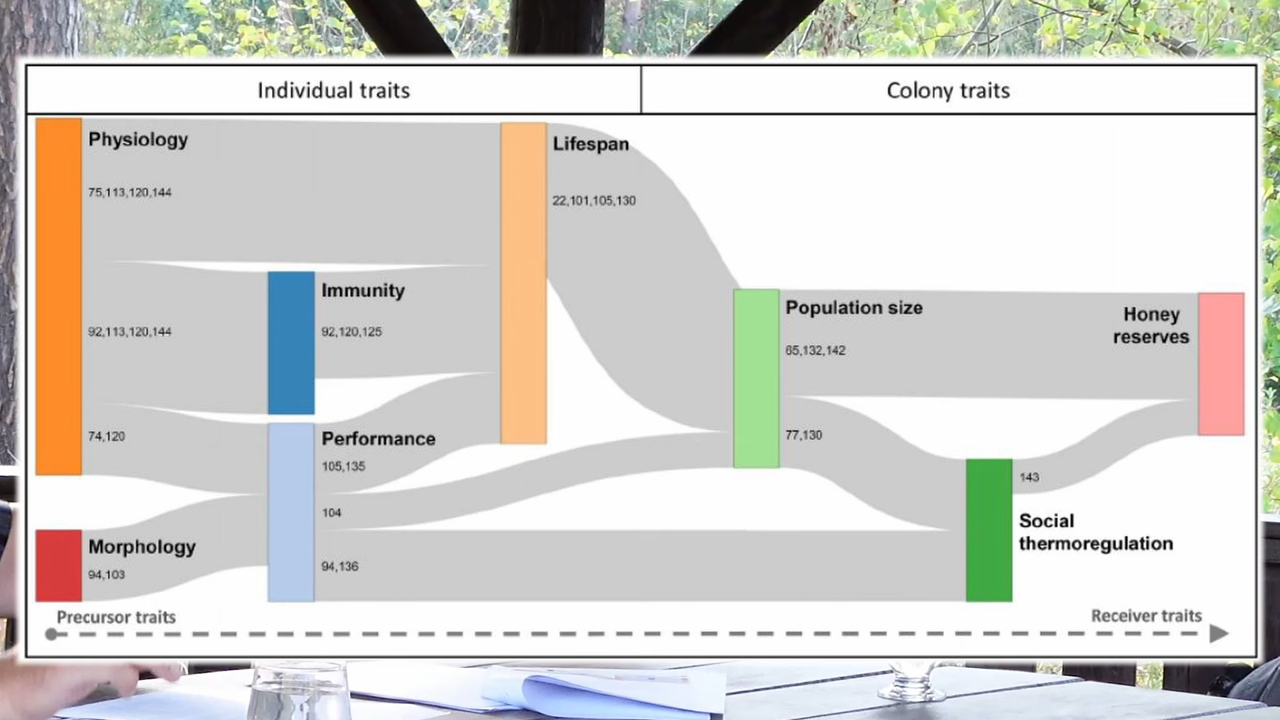 Individual traits
Colony traits
Physiology
75,113,120,144
92,113,120,144
74,120
Morphology
94,103
Immunity
92,120,125
Performance
105,135
104
94,136
Lifespan
22,101,105,130
Population size
65,132,142
77,130
Honey
reserves
143
Social
thermoregulation
Precursor traits
Receiver traits